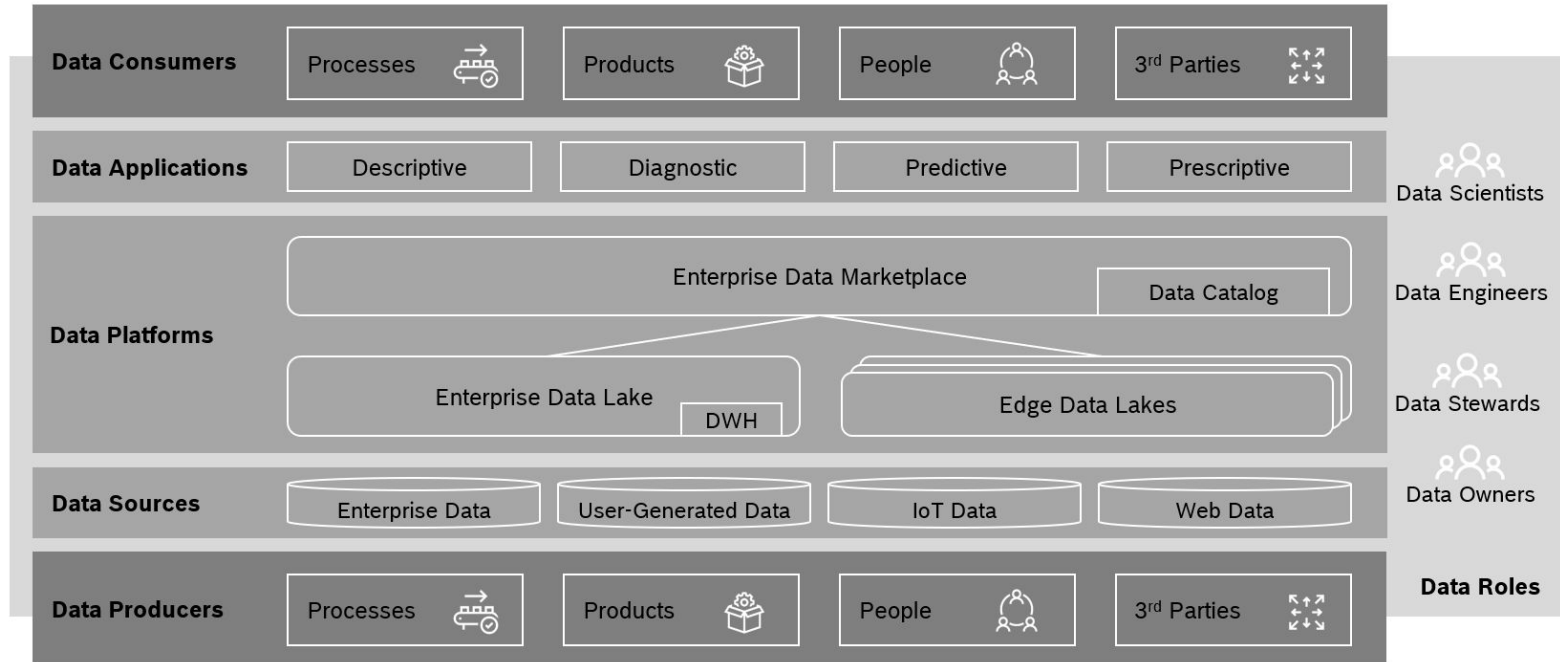 Data Consumers
Processes
Products
People
3rd Parties
Data Applications
Descriptive
Diagnostic
Predictive
Prescriptive
Data Platforms
Enterprise Data Marketplace
Data Catalog
Enterprise Data Lake
DWH
Edge Data Lakes
Data Sources
Enterprise Data
User-Generated Data
IoT Data
Web Data
Data Producers
Processes
Products
People
3rd Parties
Data Scientists
Data Engineers
Data Stewards
Data Owners
Data Roles